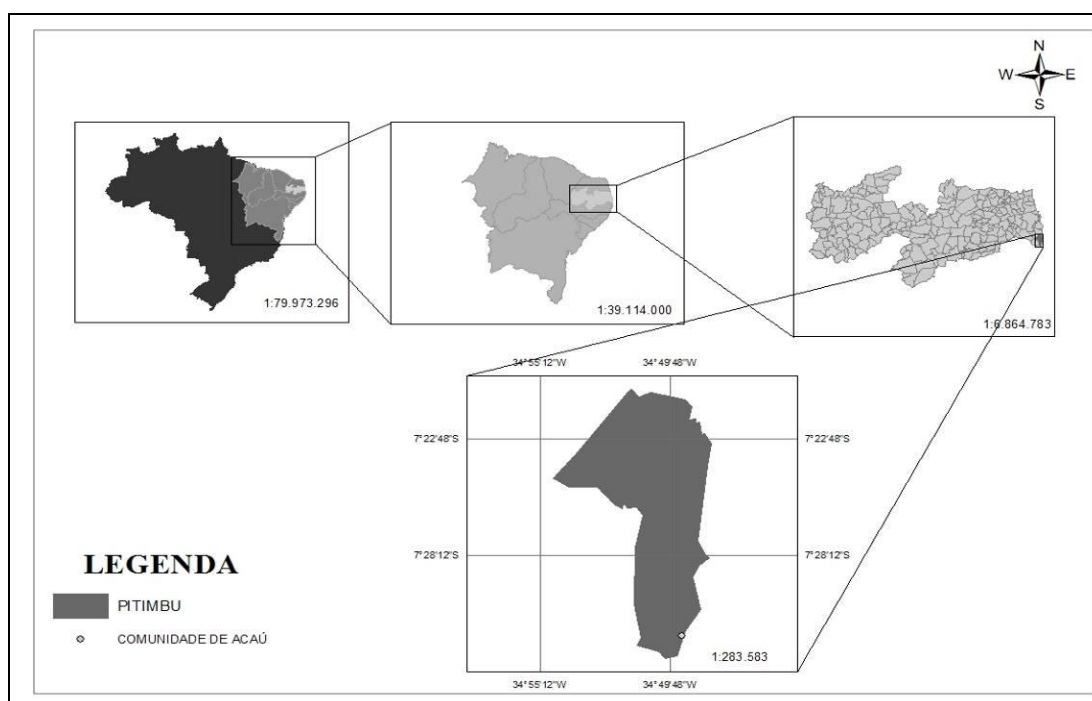 N
W E
S
1:79.973.296
1:39.114.000
1:6.864.783
34°55'12"W 34°49'48"W
7°22'48"S 7°22'48"S
7°28'12"S 7°28'12"S
1:283.583
34°55'12"W 34°49'48"W
LEGENDA
PITIMBU
COMUNIDADE DE ACAÚ